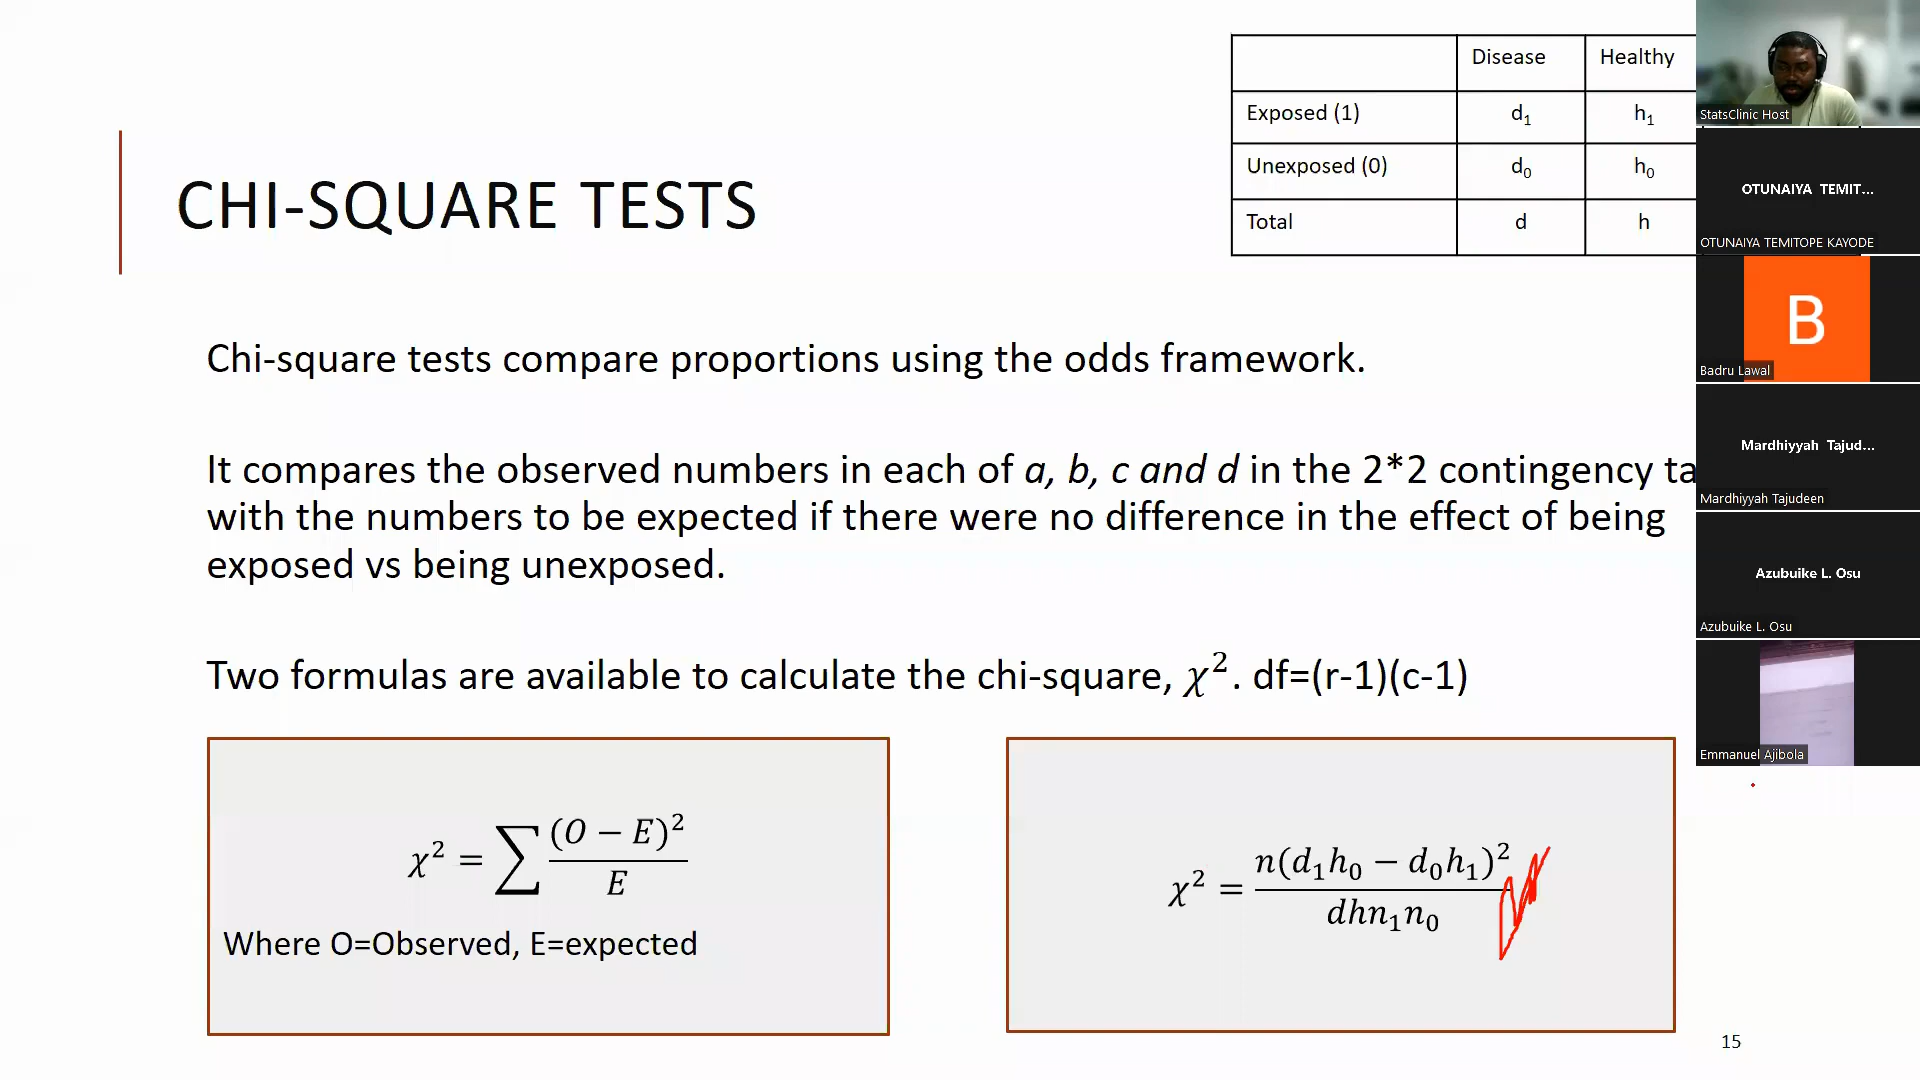 Disease Healthy
Exposed (1) d₁ h₁
Unexposed (0) d₀ h₀
Total d h
CHI-SQUARE TESTS
Chi-square tests compare proportions using the odds framework.
It compares the observed numbers in each of a, b, c and d in the 2*2 contingency ta
with the numbers to be expected if there were no difference in the effect of being
exposed vs being unexposed.
Two formulas are available to calculate the chi-square, χ². df=(r-1)(c-1)
χ² = ∑ (O − E)² / E
Where O=Observed, E=expected
χ² = n(d₁h₀ − d₀h₁)² / dhn₁n₀
15
StatsClinic Host
OTUNAIYA TEMIT...
OTUNAIYA TEMITOPE KAYODE
B
Badru Lawal
Mardhiyyah Tajud...
Mardhiyyah Tajudeen
Azubuike L. Osu
Azubuike L. Osu
Emmanuel Ajibola